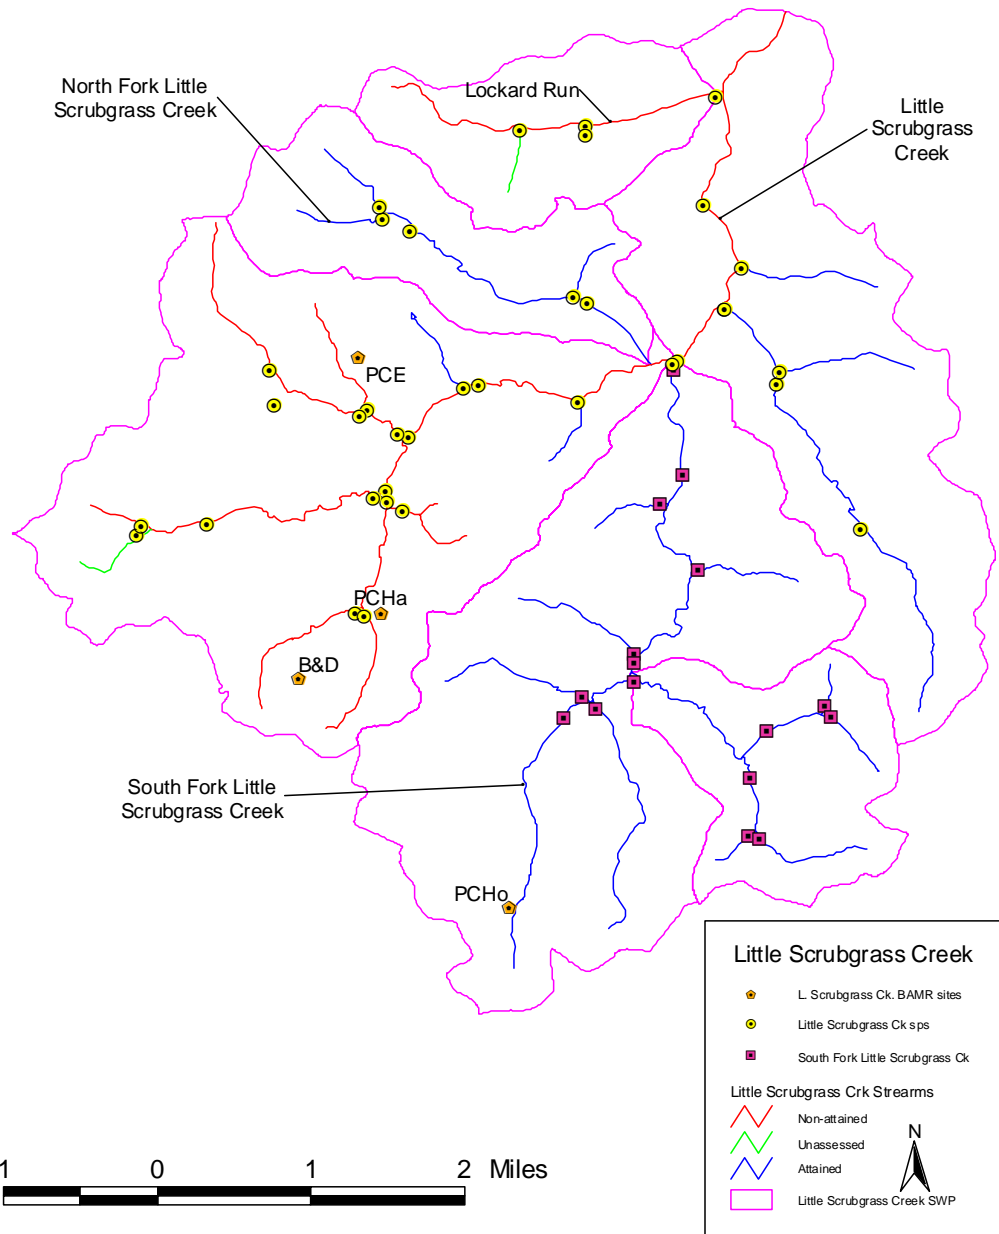 North Fork Little
Scrubgrass Creek
Lockard Run
Little
Scrubgrass
Creek
PCE
PCHa
B&D
South Fork Little
Scrubgrass Creek
PCHo
Little Scrubgrass Creek
L. Scrubgrass Ck. BAMR sites
Little Scrubgrass Ck sps
South Fork Little Scrubgrass Ck
Little Scrubgrass Crk Strearms
Non-attained
Unassessed
Attained
Little Scrubgrass Creek SWP
N
1 0 1 2 Miles